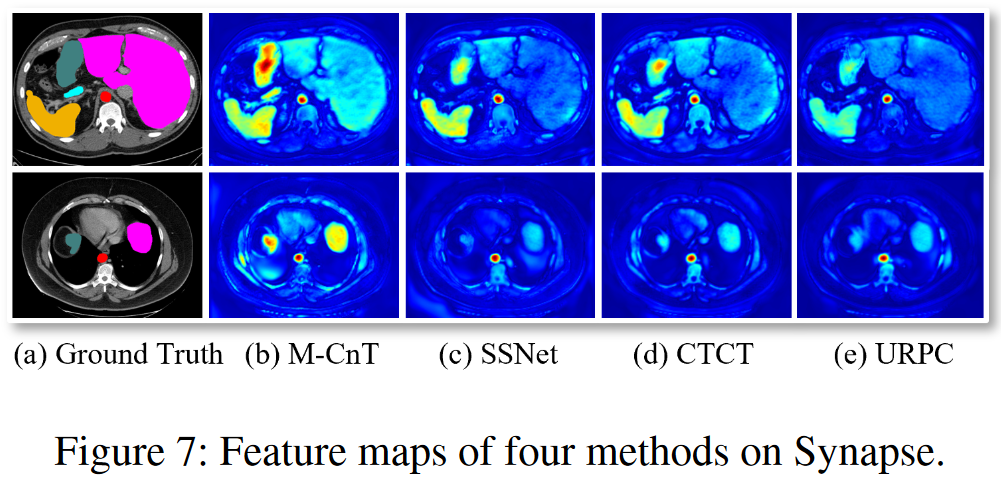 (a) Ground Truth (b) M-CnT (c) SSNet (d) CTCT (e) URPC
Figure 7: Feature maps of four methods on Synapse.